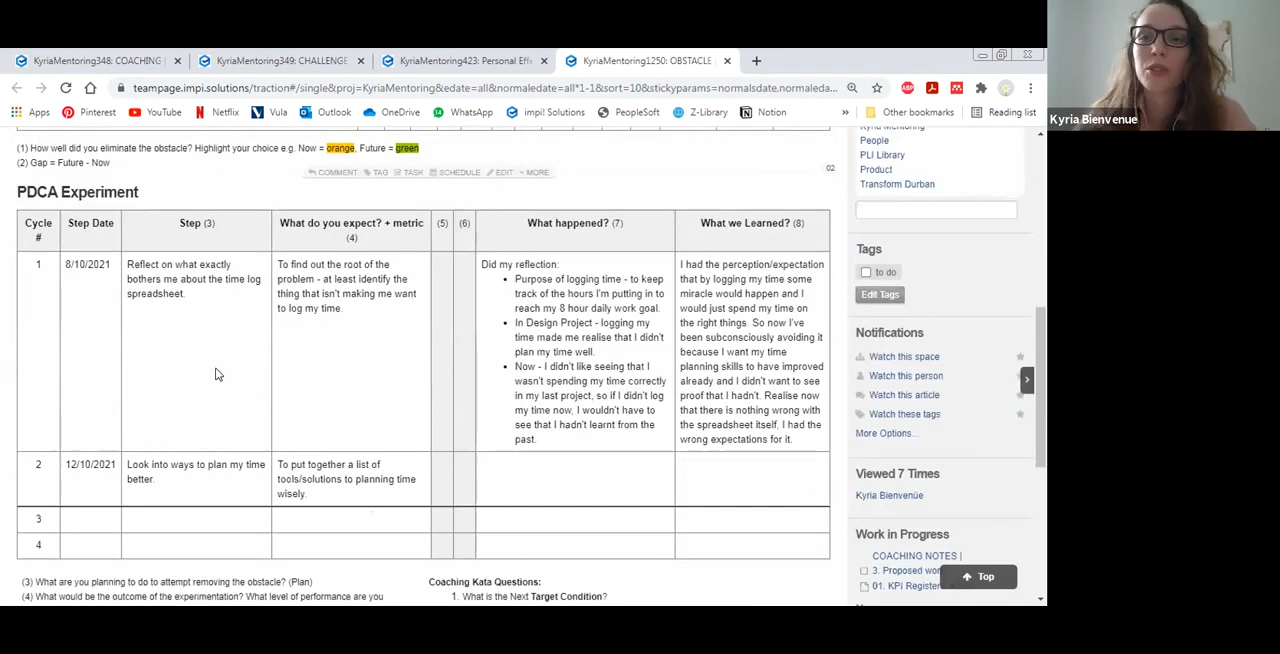 KyriaMentoring348: COACHING
KyriaMentoring349: CHALLENGE
KyriaMentoring423: Personal Effe
KyriaMentoring1250: OBSTACLE
teampage.impi.solutions/traction#/single&proj=KyriaMentoring&edate=all&normaledate=all*1-1&sort=10&stickyparams=normalsdate,normaleda...
Apps
Pinterest
YouTube
Netflix
Vula
Outlook
OneDrive
WhatsApp
impi! Solutions
PeopleSoft
Z-Library
Notion
»
Other bookmarks
Reading list
Kyria Bienvenue
(1) How well did you eliminate the obstacle? Highlight your choice e.g. Now = orange, Future = green
(2) Gap = Future - Now
COMMENT TAG TASK SCHEDULE EDIT MORE
02
PDCA Experiment
Cycle #
Step Date
Step (3)
What do you expect? + metric (4)
(5)
(6)
What happened? (7)
What we Learned? (8)
1
8/10/2021
Reflect on what exactly
bothers me about the time log
spreadsheet.
To find out the root of the
problem - at least identify the
thing that isn't making me want
to log my time.
Did my reflection:
• Purpose of logging time - to keep
track of the hours I'm putting in to
reach my 8 hour daily work goal.
• In Design Project - logging my
time made me realise that I didn't
plan my time well.
• Now - I didn't like seeing that I
wasn't spending my time correctly
in my last project, so if I didn't log
my time now, I wouldn't have to
see that I hadn't learnt from the
past.
I had the perception/expectation
that by logging my time some
miracle would happen and I
would just spend my time on
the right things. So now I've
been subconsciously avoiding it
because I want my time
planning skills to have improved
already and I didn't want to see
proof that I hadn't. Realise now
that there is nothing wrong with
the spreadsheet itself, I had the
wrong expectations for it.
2
12/10/2021
Look into ways to plan my time
better.
To put together a list of
tools/solutions to planning time
wisely.
3
4
(3) What are you planning to do to attempt removing the obstacle? (Plan)
(4) What would be the outcome of the experimentation? What level of performance are you
Coaching Kata Questions:
1. What is the Next Target Condition?
Kyria Mentoring
People
PLI Library
Product
Transform Durban
Tags
to do
Edit Tags
Notifications
Watch this space
Watch this person
Watch this article
Watch these tags
More Options...
Viewed 7 Times
Kyria Bienvenüe
Work in Progress
COACHING NOTES |
3. Proposed wor
01. KPI Register
Top